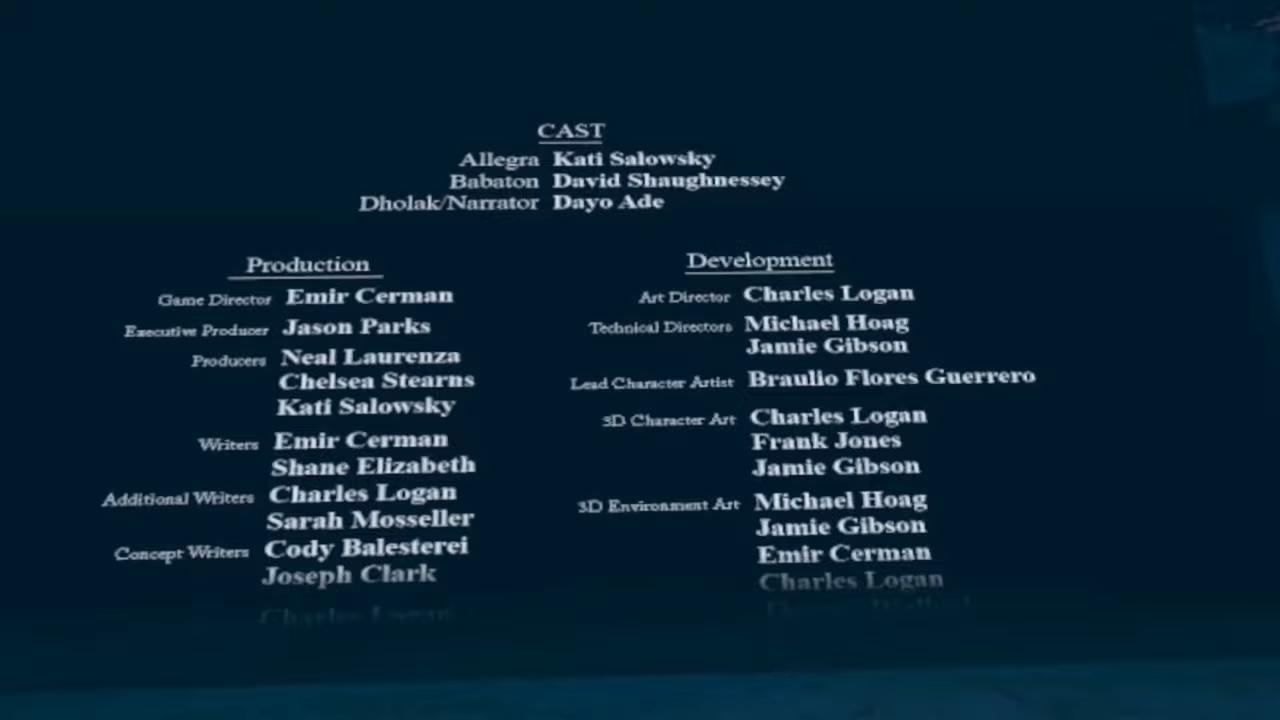 CAST
Allegra Kati Salowsky
Babaton David Shaughnessey
Dholak/Narrator Dayo Ade
Production
Game Director Emir Cerman
Executive Producer Jason Parks
Producers Neal Laurenza
Chelsea Stearns
Kati Salowsky
Writers Emir Cerman
Shane Elizabeth
Additional Writers Charles Logan
Sarah Mosseller
Concept Writers Cody Balesterei
Joseph Clark
Charles Logan
Development
Art Director Charles Logan
Technical Directors Michael Hoag
Jamie Gibson
Lead Character Artist Braulio Flores Guerrero
3D Character Art Charles Logan
Frank Jones
Jamie Gibson
3D Environment Art Michael Hoag
Jamie Gibson
Emir Cerman
Charles Logan